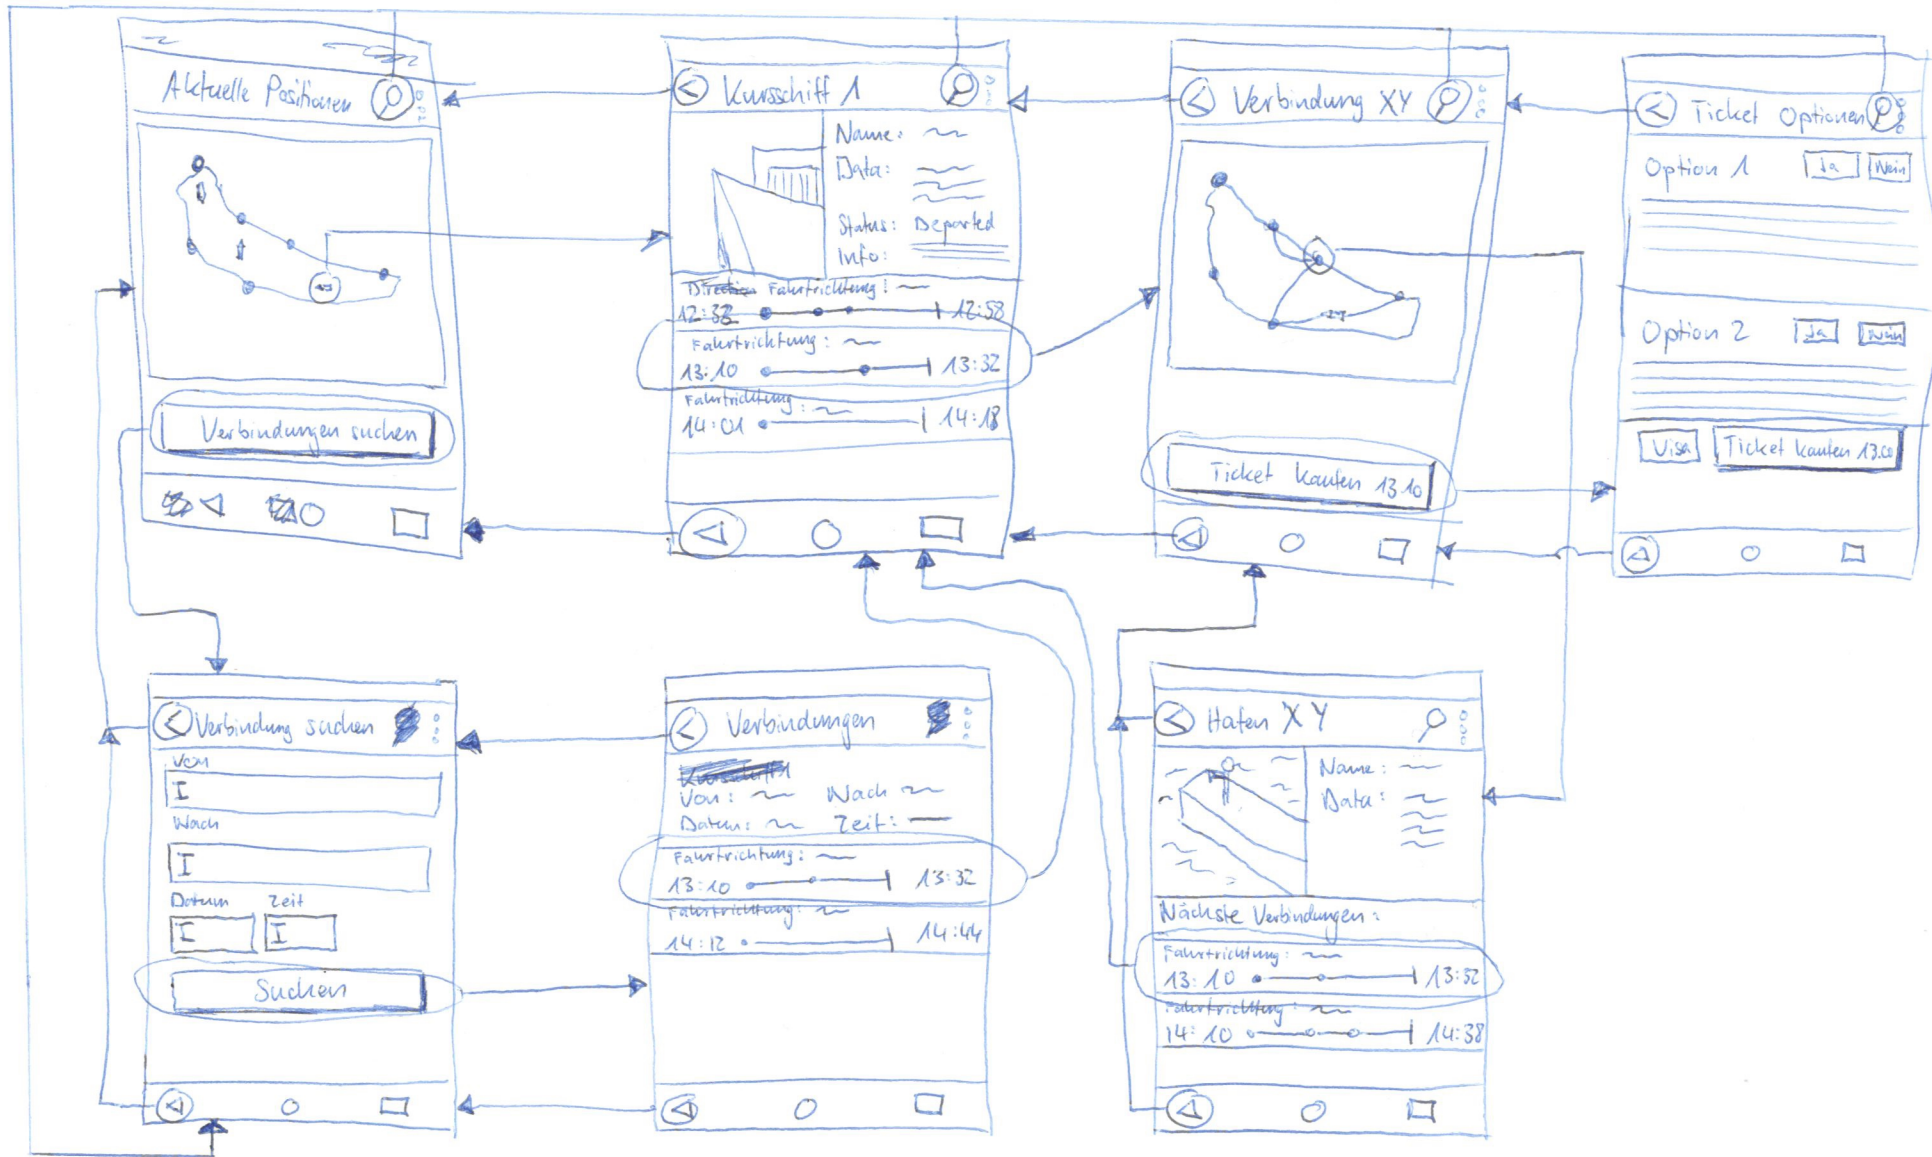 Aktuelle Positionen
Verbindungen suchen
Kursschiff 1
Name:
Data:
Status: Departed
Info:
Fahrtrichtung:
12:32 12:58
Fahrtrichtung:
13:10 13:32
Fahrtrichtung:
14:01 14:18
Verbindung XY
Ticket kaufen 13.10
Ticket Optionen
Option 1 Ja Nein
Option 2 Ja Nein
Visa Ticket kaufen 13.00
Verbindung suchen
Von
I
Nach
I
Datum Zeit
I I
Suchen
Verbindungen
Von: Nach
Datum: Zeit:
Fahrtrichtung:
13:10 13:32
Fahrtrichtung:
14:12 14:44
Hafen XY
Name:
Data:
Nächste Verbindungen:
Fahrtrichtung:
13:10 13:32
Fahrtrichtung:
14:10 14:38